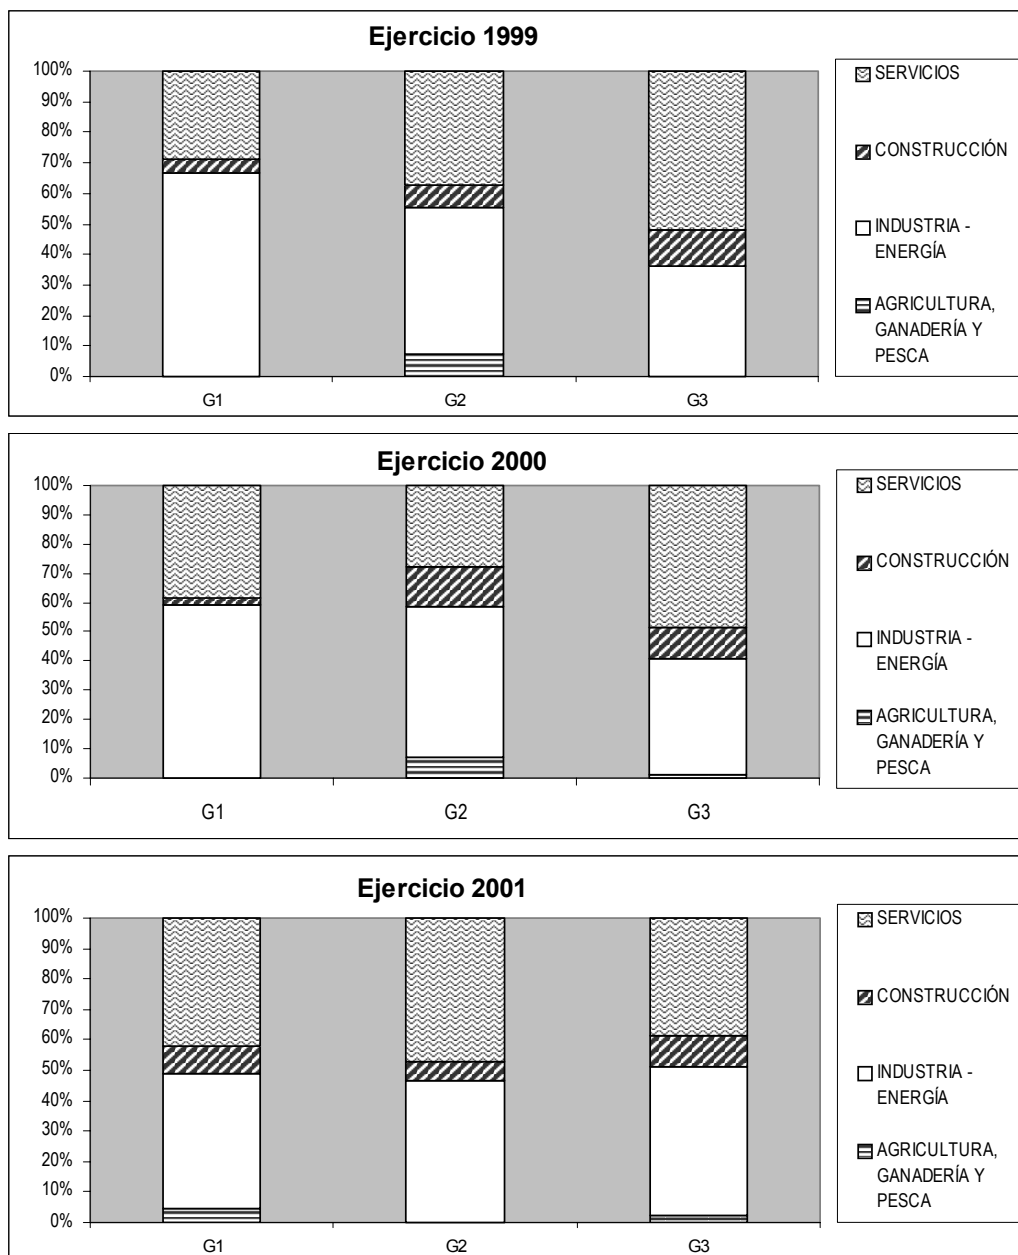 Ejercicio 1999
100%
90%
80%
70%
60%
50%
40%
30%
20%
10%
0%
G1
G2
G3
SERVICIOS
CONSTRUCCIÓN
INDUSTRIA -
ENERGÍA
AGRICULTURA,
GANADERÍA Y
PESCA
Ejercicio 2000
100%
90%
80%
70%
60%
50%
40%
30%
20%
10%
0%
G1
G2
G3
SERVICIOS
CONSTRUCCIÓN
INDUSTRIA -
ENERGÍA
AGRICULTURA,
GANADERÍA Y
PESCA
Ejercicio 2001
100%
90%
80%
70%
60%
50%
40%
30%
20%
10%
0%
G1
G2
G3
SERVICIOS
CONSTRUCCIÓN
INDUSTRIA -
ENERGÍA
AGRICULTURA,
GANADERÍA Y
PESCA